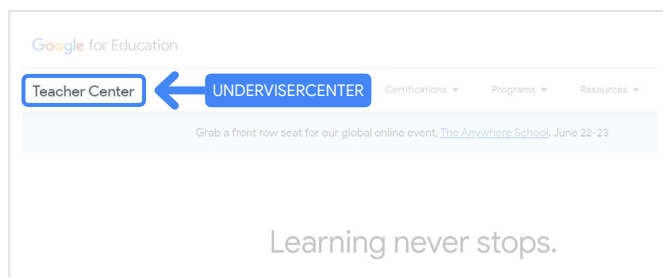 Google for Education
Teacher Center UNDERVISERCENTER Certifications Programs Resources
Grab a front row seat for our global online event, The Anywhere School. June 22-23
Learning never stops.